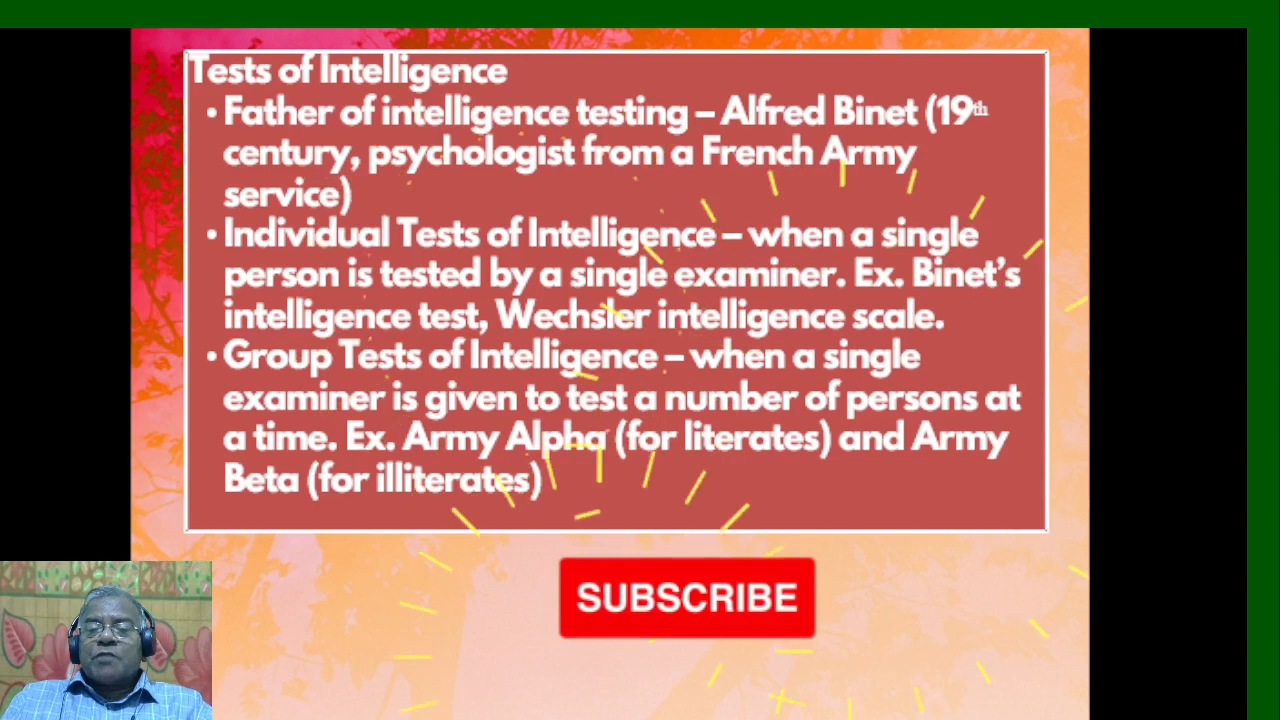 Tests of Intelligence
• Father of intelligence testing – Alfred Binet (19th
century, psychologist from a French Army
service)
• Individual Tests of Intelligence – when a single
person is tested by a single examiner. Ex. Binet's
intelligence test, Wechsler intelligence scale.
• Group Tests of Intelligence – when a single
examiner is given to test a number of persons at
a time. Ex. Army Alpha (for literates) and Army
Beta (for illiterates)
SUBSCRIBE